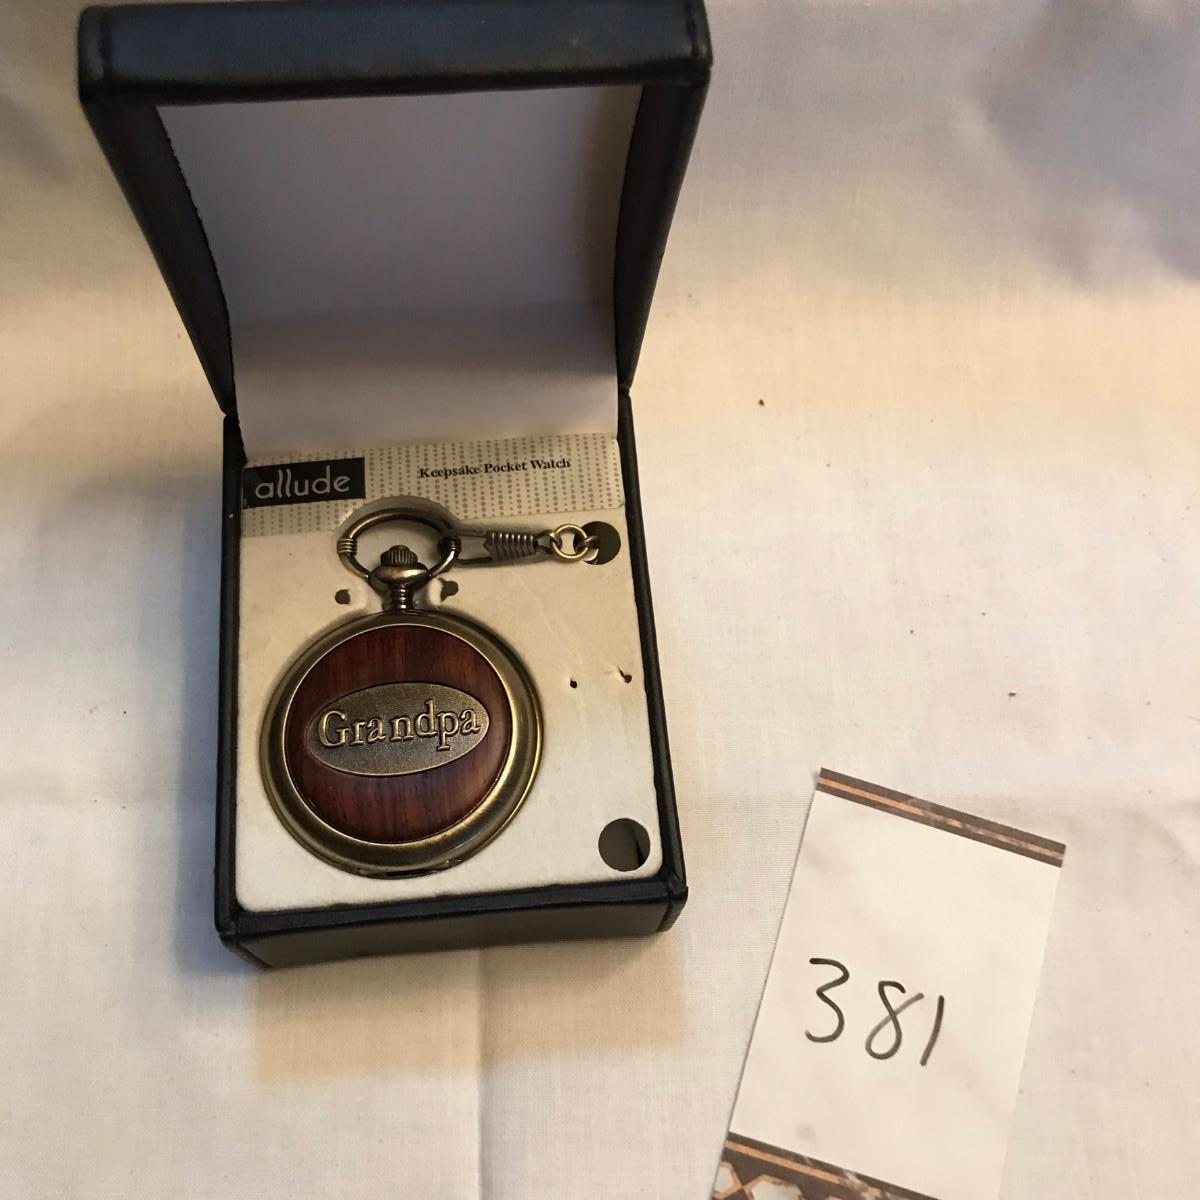 allude
Keepsake Pocket Watch
Grandpa
381